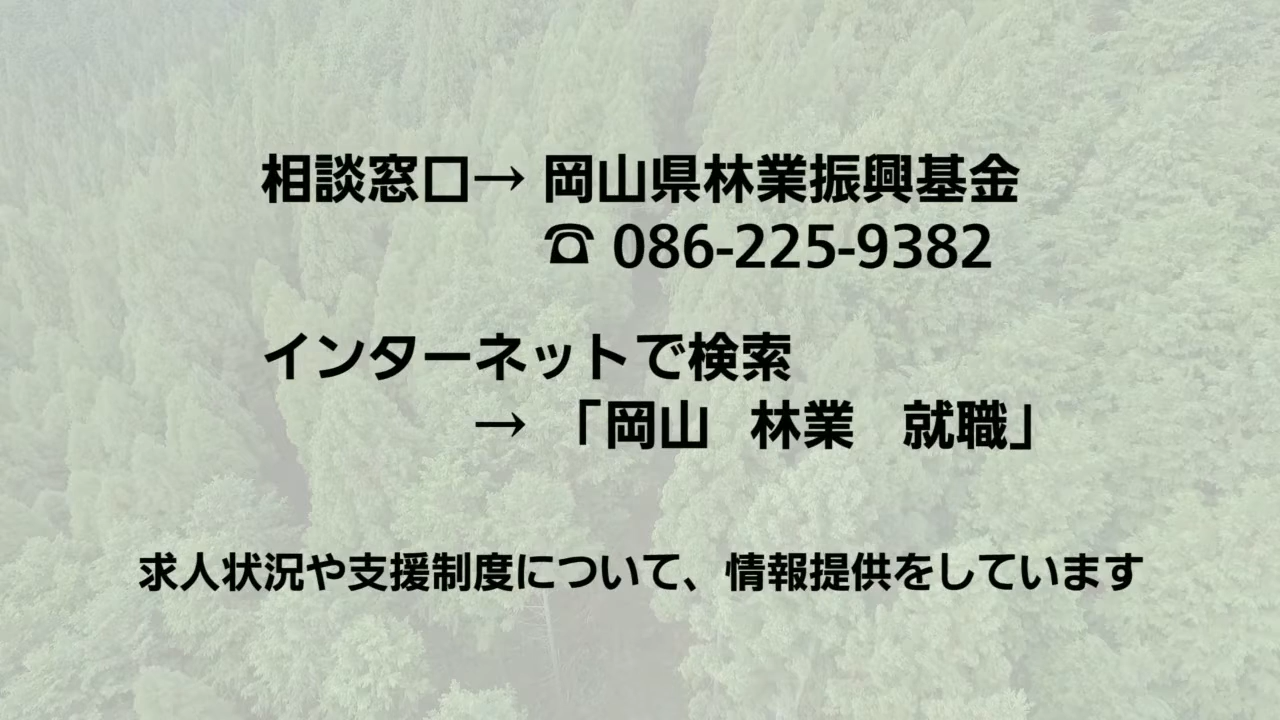 相談窓口→ 岡山県林業振興基金
☎ 086-225-9382
インターネットで検索
→ 「岡山 林業 就職」
求人状況や支援制度について、情報提供をしています